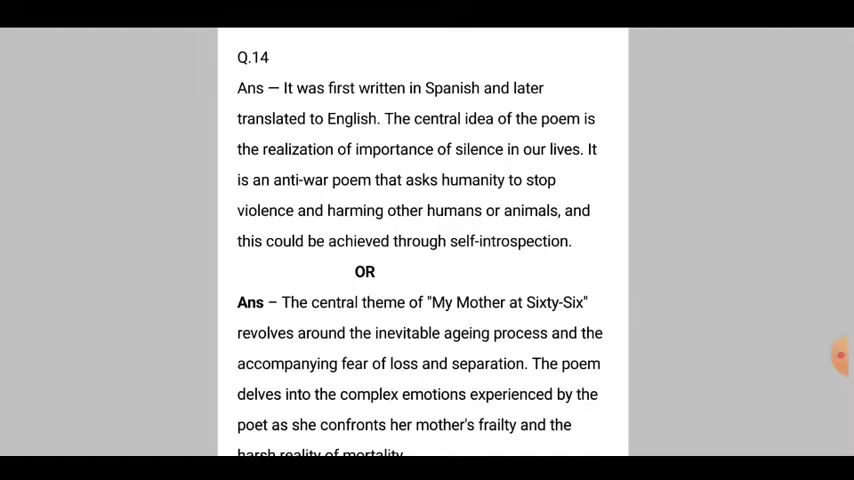 Q.14
Ans — It was first written in Spanish and later
translated to English. The central idea of the poem is
the realization of importance of silence in our lives. It
is an anti-war poem that asks humanity to stop
violence and harming other humans or animals, and
this could be achieved through self-introspection.
OR
Ans – The central theme of "My Mother at Sixty-Six"
revolves around the inevitable ageing process and the
accompanying fear of loss and separation. The poem
delves into the complex emotions experienced by the
poet as she confronts her mother's frailty and the
harsh reality of mortality